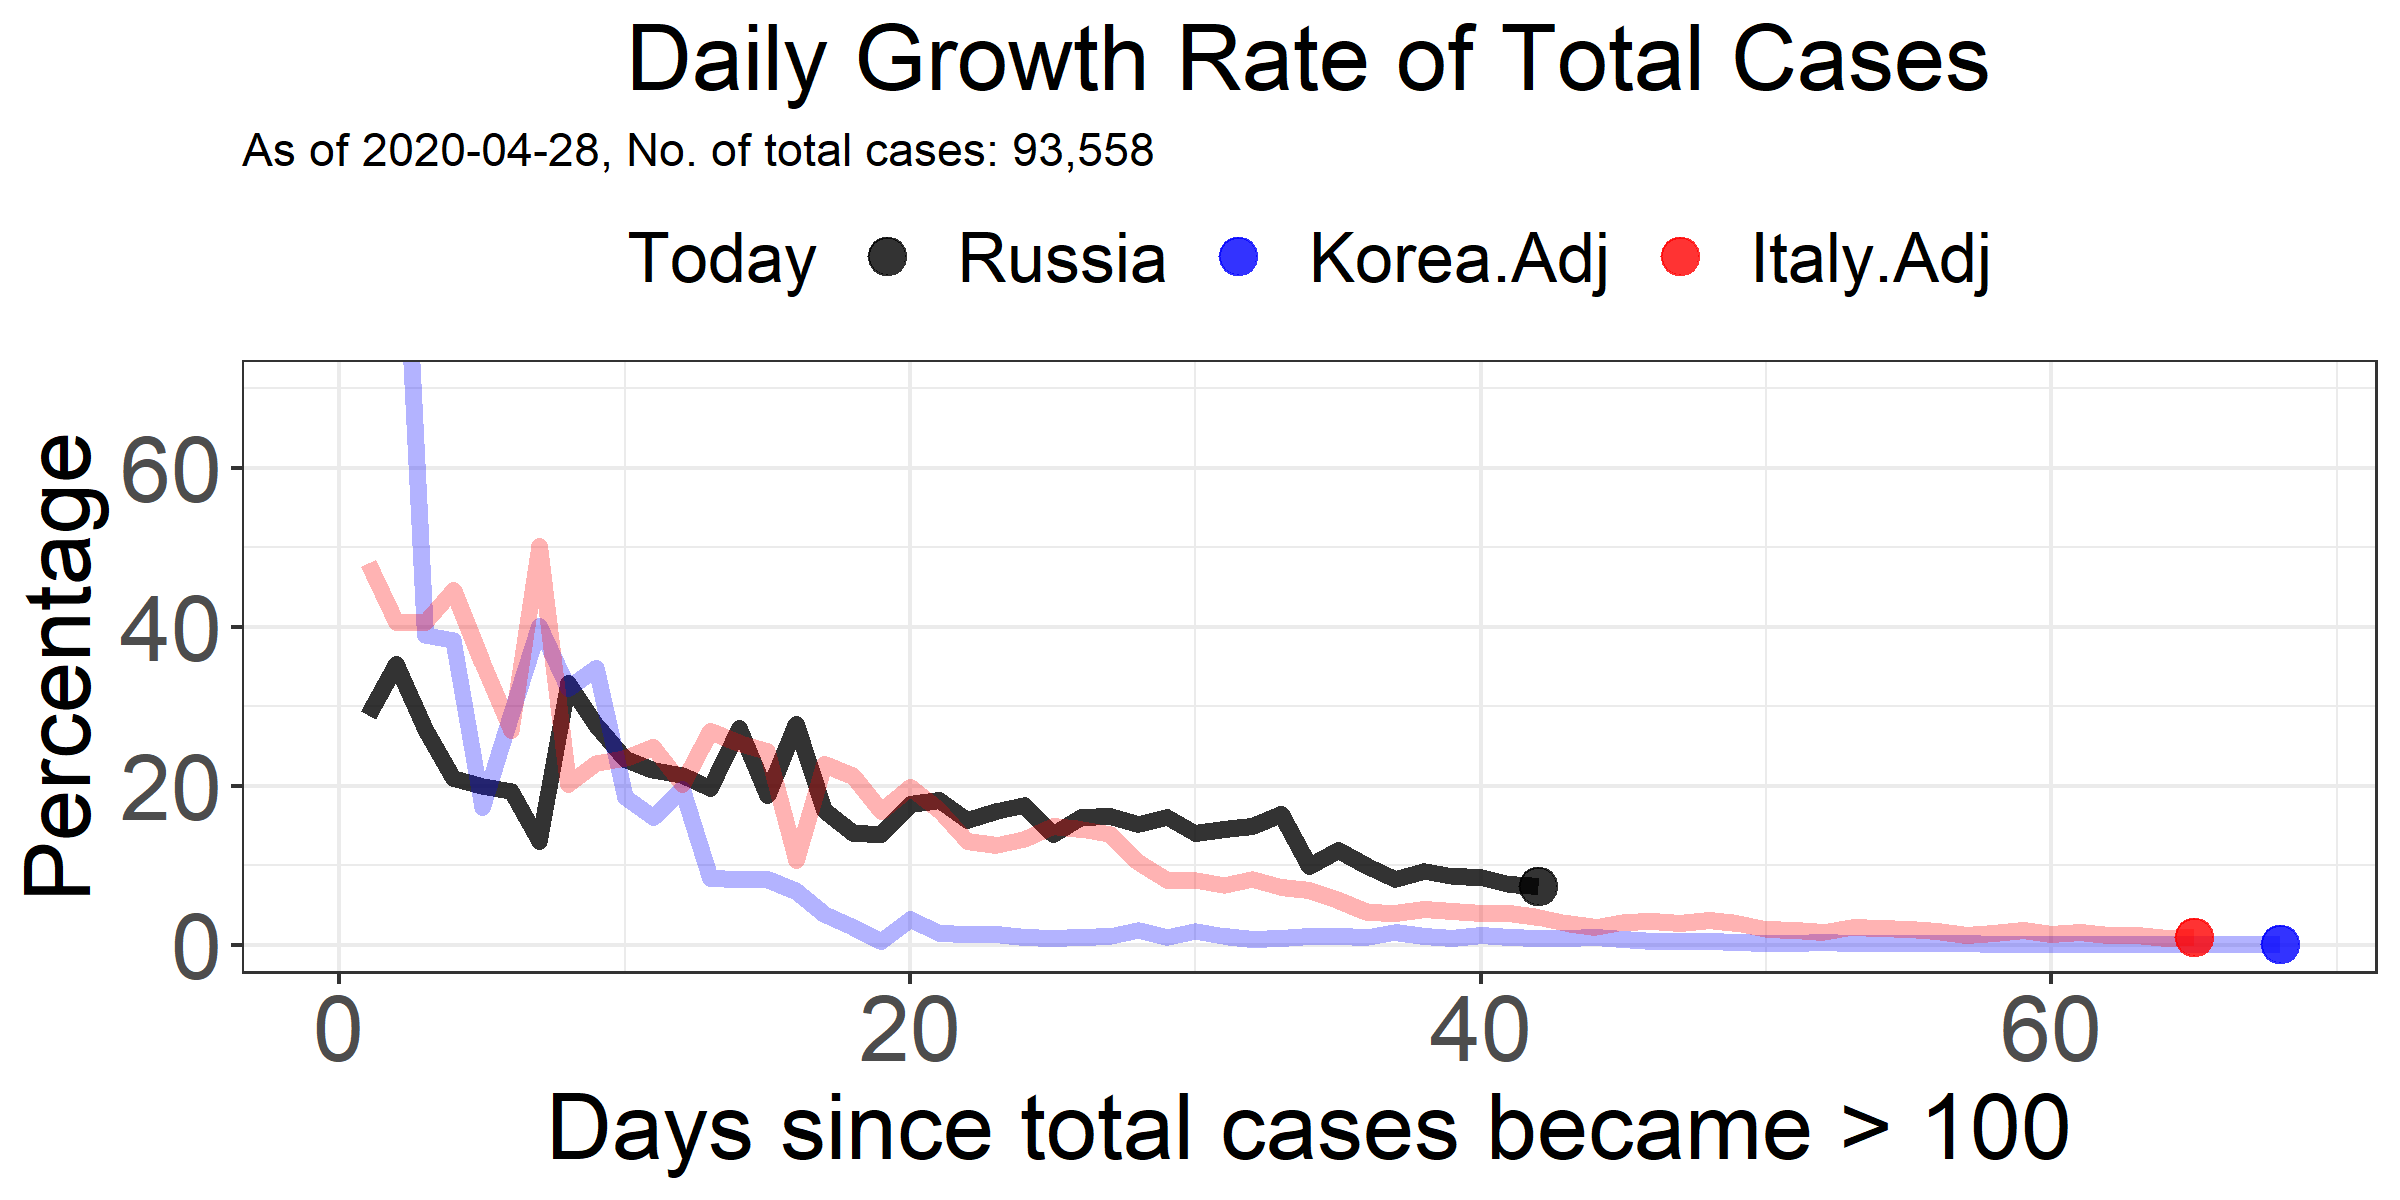 Daily Growth Rate of Total Cases
As of 2020-04-28, No. of total cases: 93,558
Today Russia Korea.Adj Italy.Adj
Percentage
60
40
20
0
0 20 40 60
Days since total cases became > 100